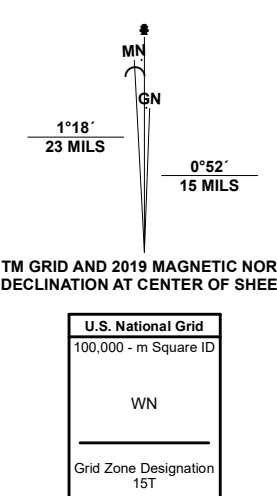 MN
GN
1°18´
23 MILS
0°52´
15 MILS
TM GRID AND 2019 MAGNETIC NOR
DECLINATION AT CENTER OF SHEE
U.S. National Grid
100,000 - m Square ID
WN
Grid Zone Designation
15T